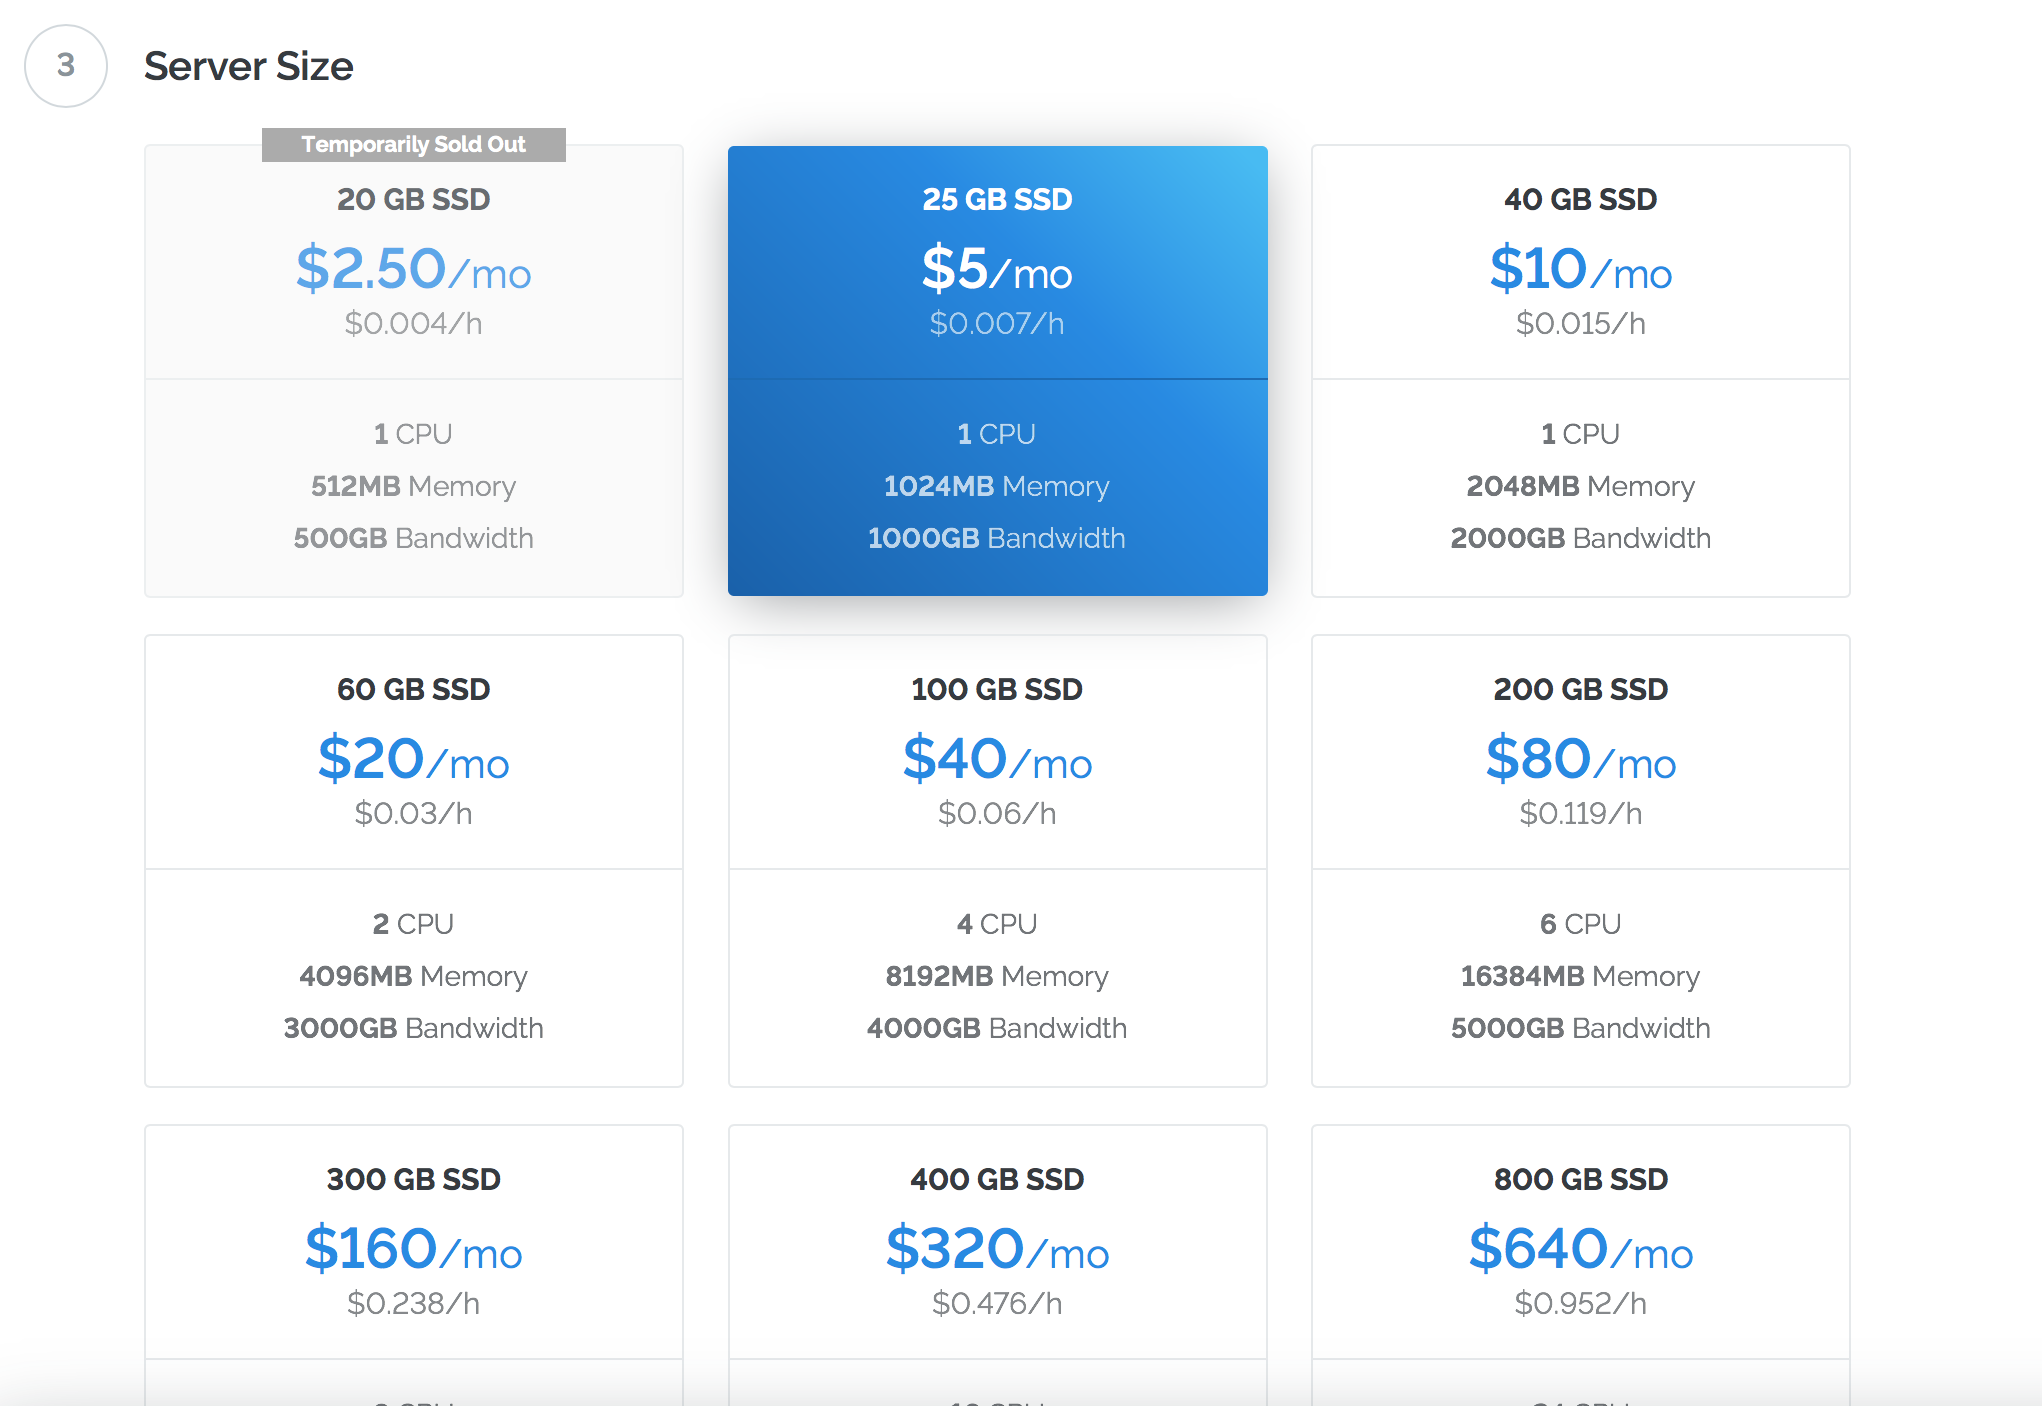 3
Server Size
Temporarily Sold Out
20 GB SSD
$2.50/mo
$0.004/h
1 CPU
512MB Memory
500GB Bandwidth
25 GB SSD
$5/mo
$0.007/h
1 CPU
1024MB Memory
1000GB Bandwidth
40 GB SSD
$10/mo
$0.015/h
1 CPU
2048MB Memory
2000GB Bandwidth
60 GB SSD
$20/mo
$0.03/h
2 CPU
4096MB Memory
3000GB Bandwidth
100 GB SSD
$40/mo
$0.06/h
4 CPU
8192MB Memory
4000GB Bandwidth
200 GB SSD
$80/mo
$0.119/h
6 CPU
16384MB Memory
5000GB Bandwidth
300 GB SSD
$160/mo
$0.238/h
400 GB SSD
$320/mo
$0.476/h
800 GB SSD
$640/mo
$0.952/h